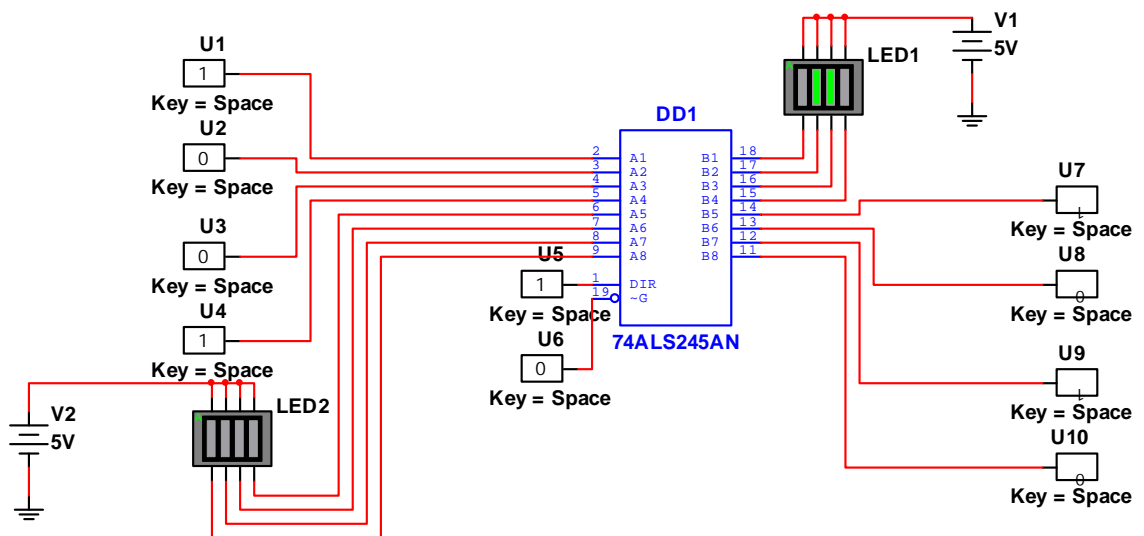 U1
1
Key = Space
U2
0
Key = Space
U3
0
Key = Space
U4
1
Key = Space
V2
5V
LED2
U5
1
Key = Space
U6
0
Key = Space
DD1
2 A1 B1 18
3 A2 B2 17
4 A3 B3 16
5 A4 B4 15
6 A5 B5 14
7 A6 B6 13
8 A7 B7 12
9 A8 B8 11
1 DIR
19 ~G
74ALS245AN
LED1
V1
5V
U7
1
Key = Space
U8
0
Key = Space
U9
1
Key = Space
U10
0
Key = Space